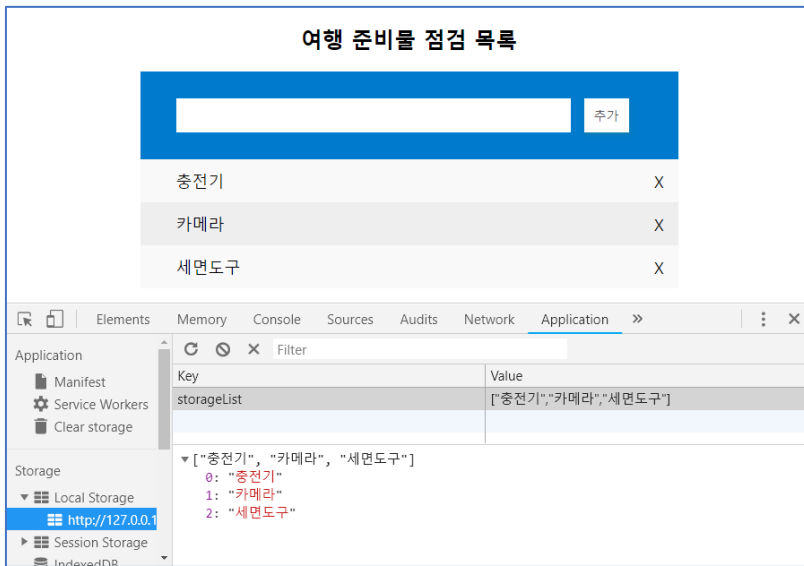 여행 준비물 점검 목록
추가
충전기 X
카메라 X
세면도구 X
Elements Memory Console Sources Audits Network Application »
Application
Manifest
Service Workers
Clear storage
Storage
Local Storage
http://127.0.0.1
Session Storage
IndexedDB
Filter
Key Value
storageList ["충전기","카메라","세면도구"]
▼["충전기", "카메라", "세면도구"]
0: "충전기"
1: "카메라"
2: "세면도구"